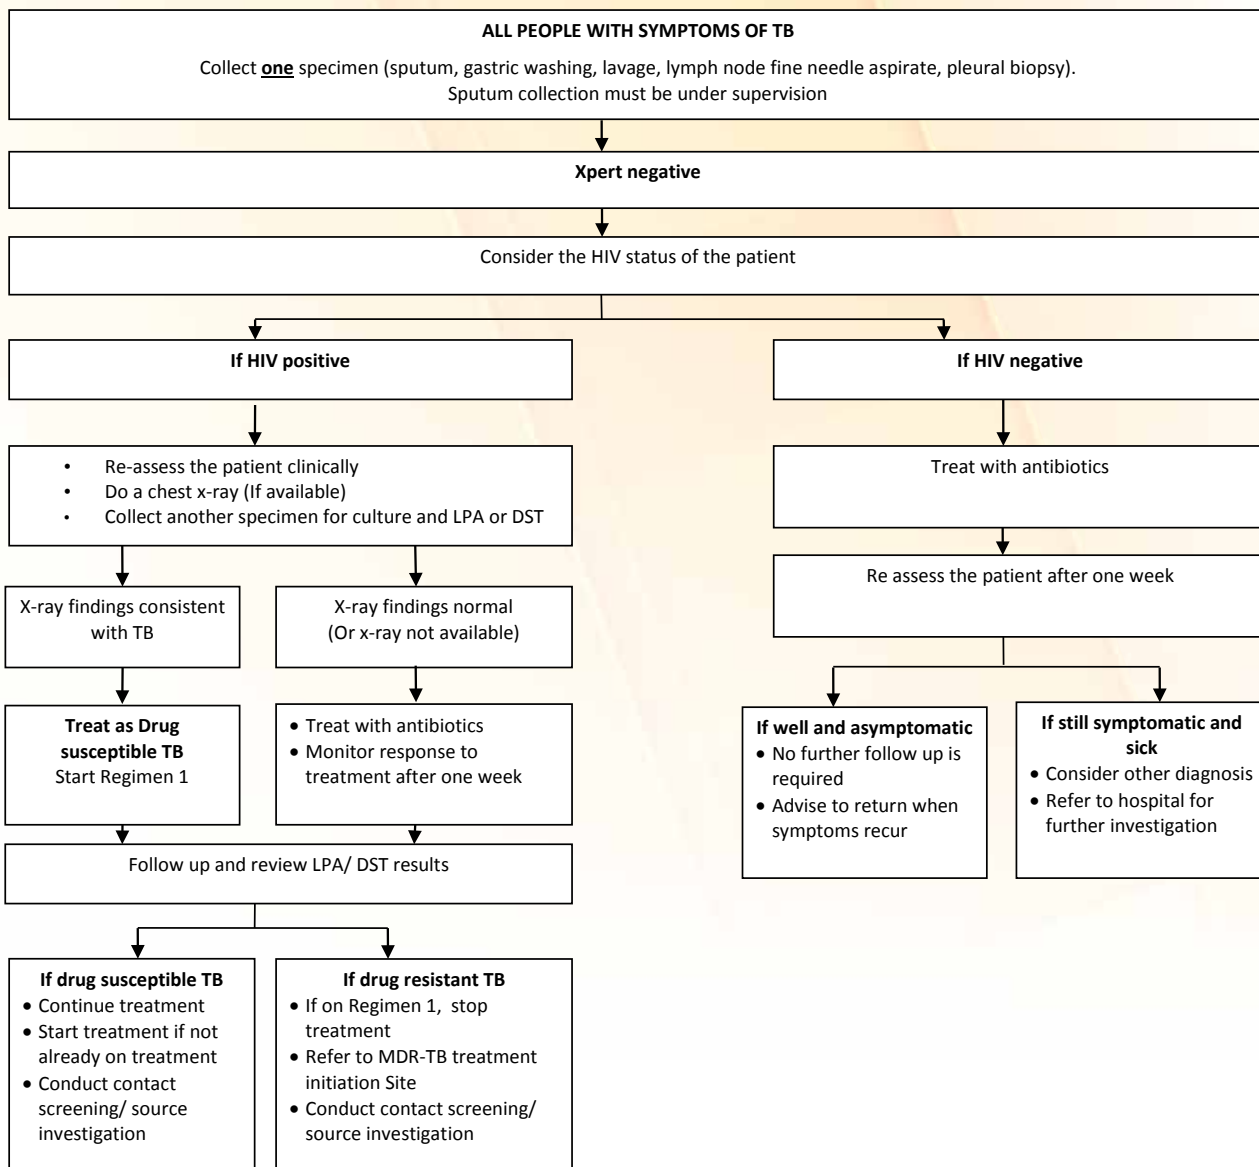 ALL PEOPLE WITH SYMPTOMS OF TB
Collect one specimen (sputum, gastric washing, lavage, lymph node fine needle aspirate, pleural biopsy).
Sputum collection must be under supervision
Xpert negative
Consider the HIV status of the patient
If HIV positive
• Re-assess the patient clinically
• Do a chest x-ray (If available)
• Collect another specimen for culture and LPA or DST
X-ray findings consistent
with TB
X-ray findings normal
(Or x-ray not available)
Treat as Drug
susceptible TB
Start Regimen 1
• Treat with antibiotics
• Monitor response to
treatment after one week
Follow up and review LPA/ DST results
If drug susceptible TB
• Continue treatment
• Start treatment if not
already on treatment
• Conduct contact
screening/ source
investigation
If drug resistant TB
• If on Regimen 1, stop
treatment
• Refer to MDR-TB treatment
initiation Site
• Conduct contact screening/
source investigation
If HIV negative
Treat with antibiotics
Re assess the patient after one week
If well and asymptomatic
• No further follow up is
required
• Advise to return when
symptoms recur
If still symptomatic and
sick
• Consider other diagnosis
• Refer to hospital for
further investigation